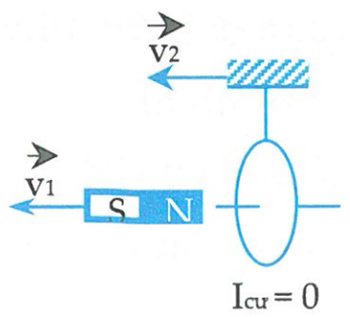 v2
v1
S N
Icư = 0